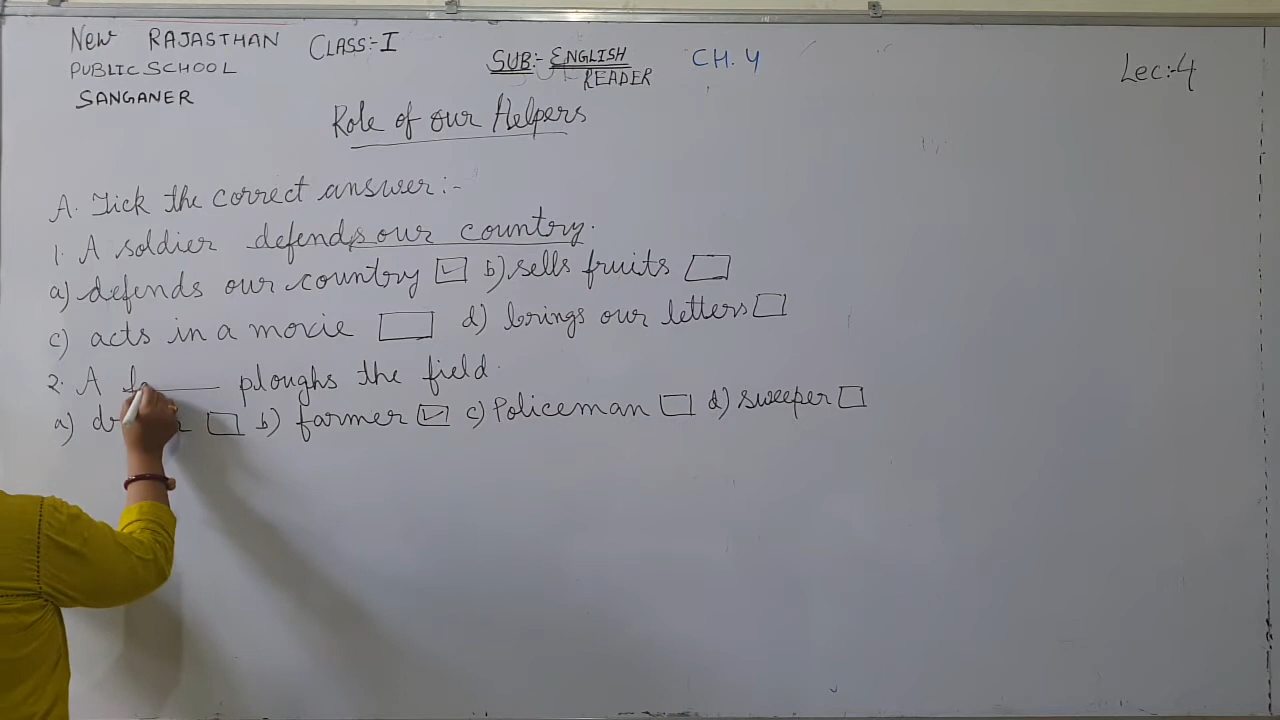 New RAJASTHAN
PUBLIC SCHOOL
SANGANER
CLASS:-I
SUB:- ENGLISH
READER
CH. 4
Lec:-4
Role of our Helpers
A. Tick the correct answer:-
1. A soldier defends our country.
a) defends our country b) sells fruits
c) acts in a movie d) brings our letters
2. A ploughs the field.
a) b) farmer c) Policeman d) sweeper